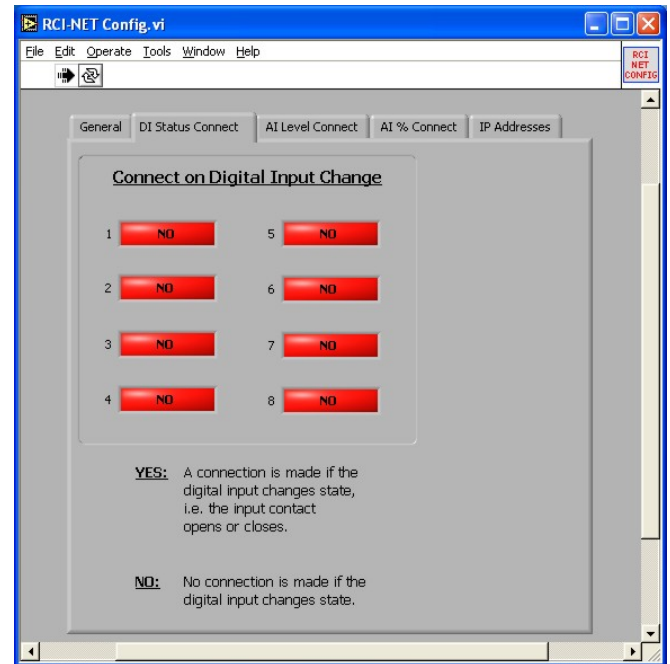 RCI-NET Config.vi
File Edit Operate Tools Window Help
RCI
NET
CONFIG
General DI Status Connect AI Level Connect AI % Connect IP Addresses
Connect on Digital Input Change
1 NO 5 NO
2 NO 6 NO
3 NO 7 NO
4 NO 8 NO
YES: A connection is made if the
digital input changes state,
i.e. the input contact
opens or closes.
NO: No connection is made if the
digital input changes state.